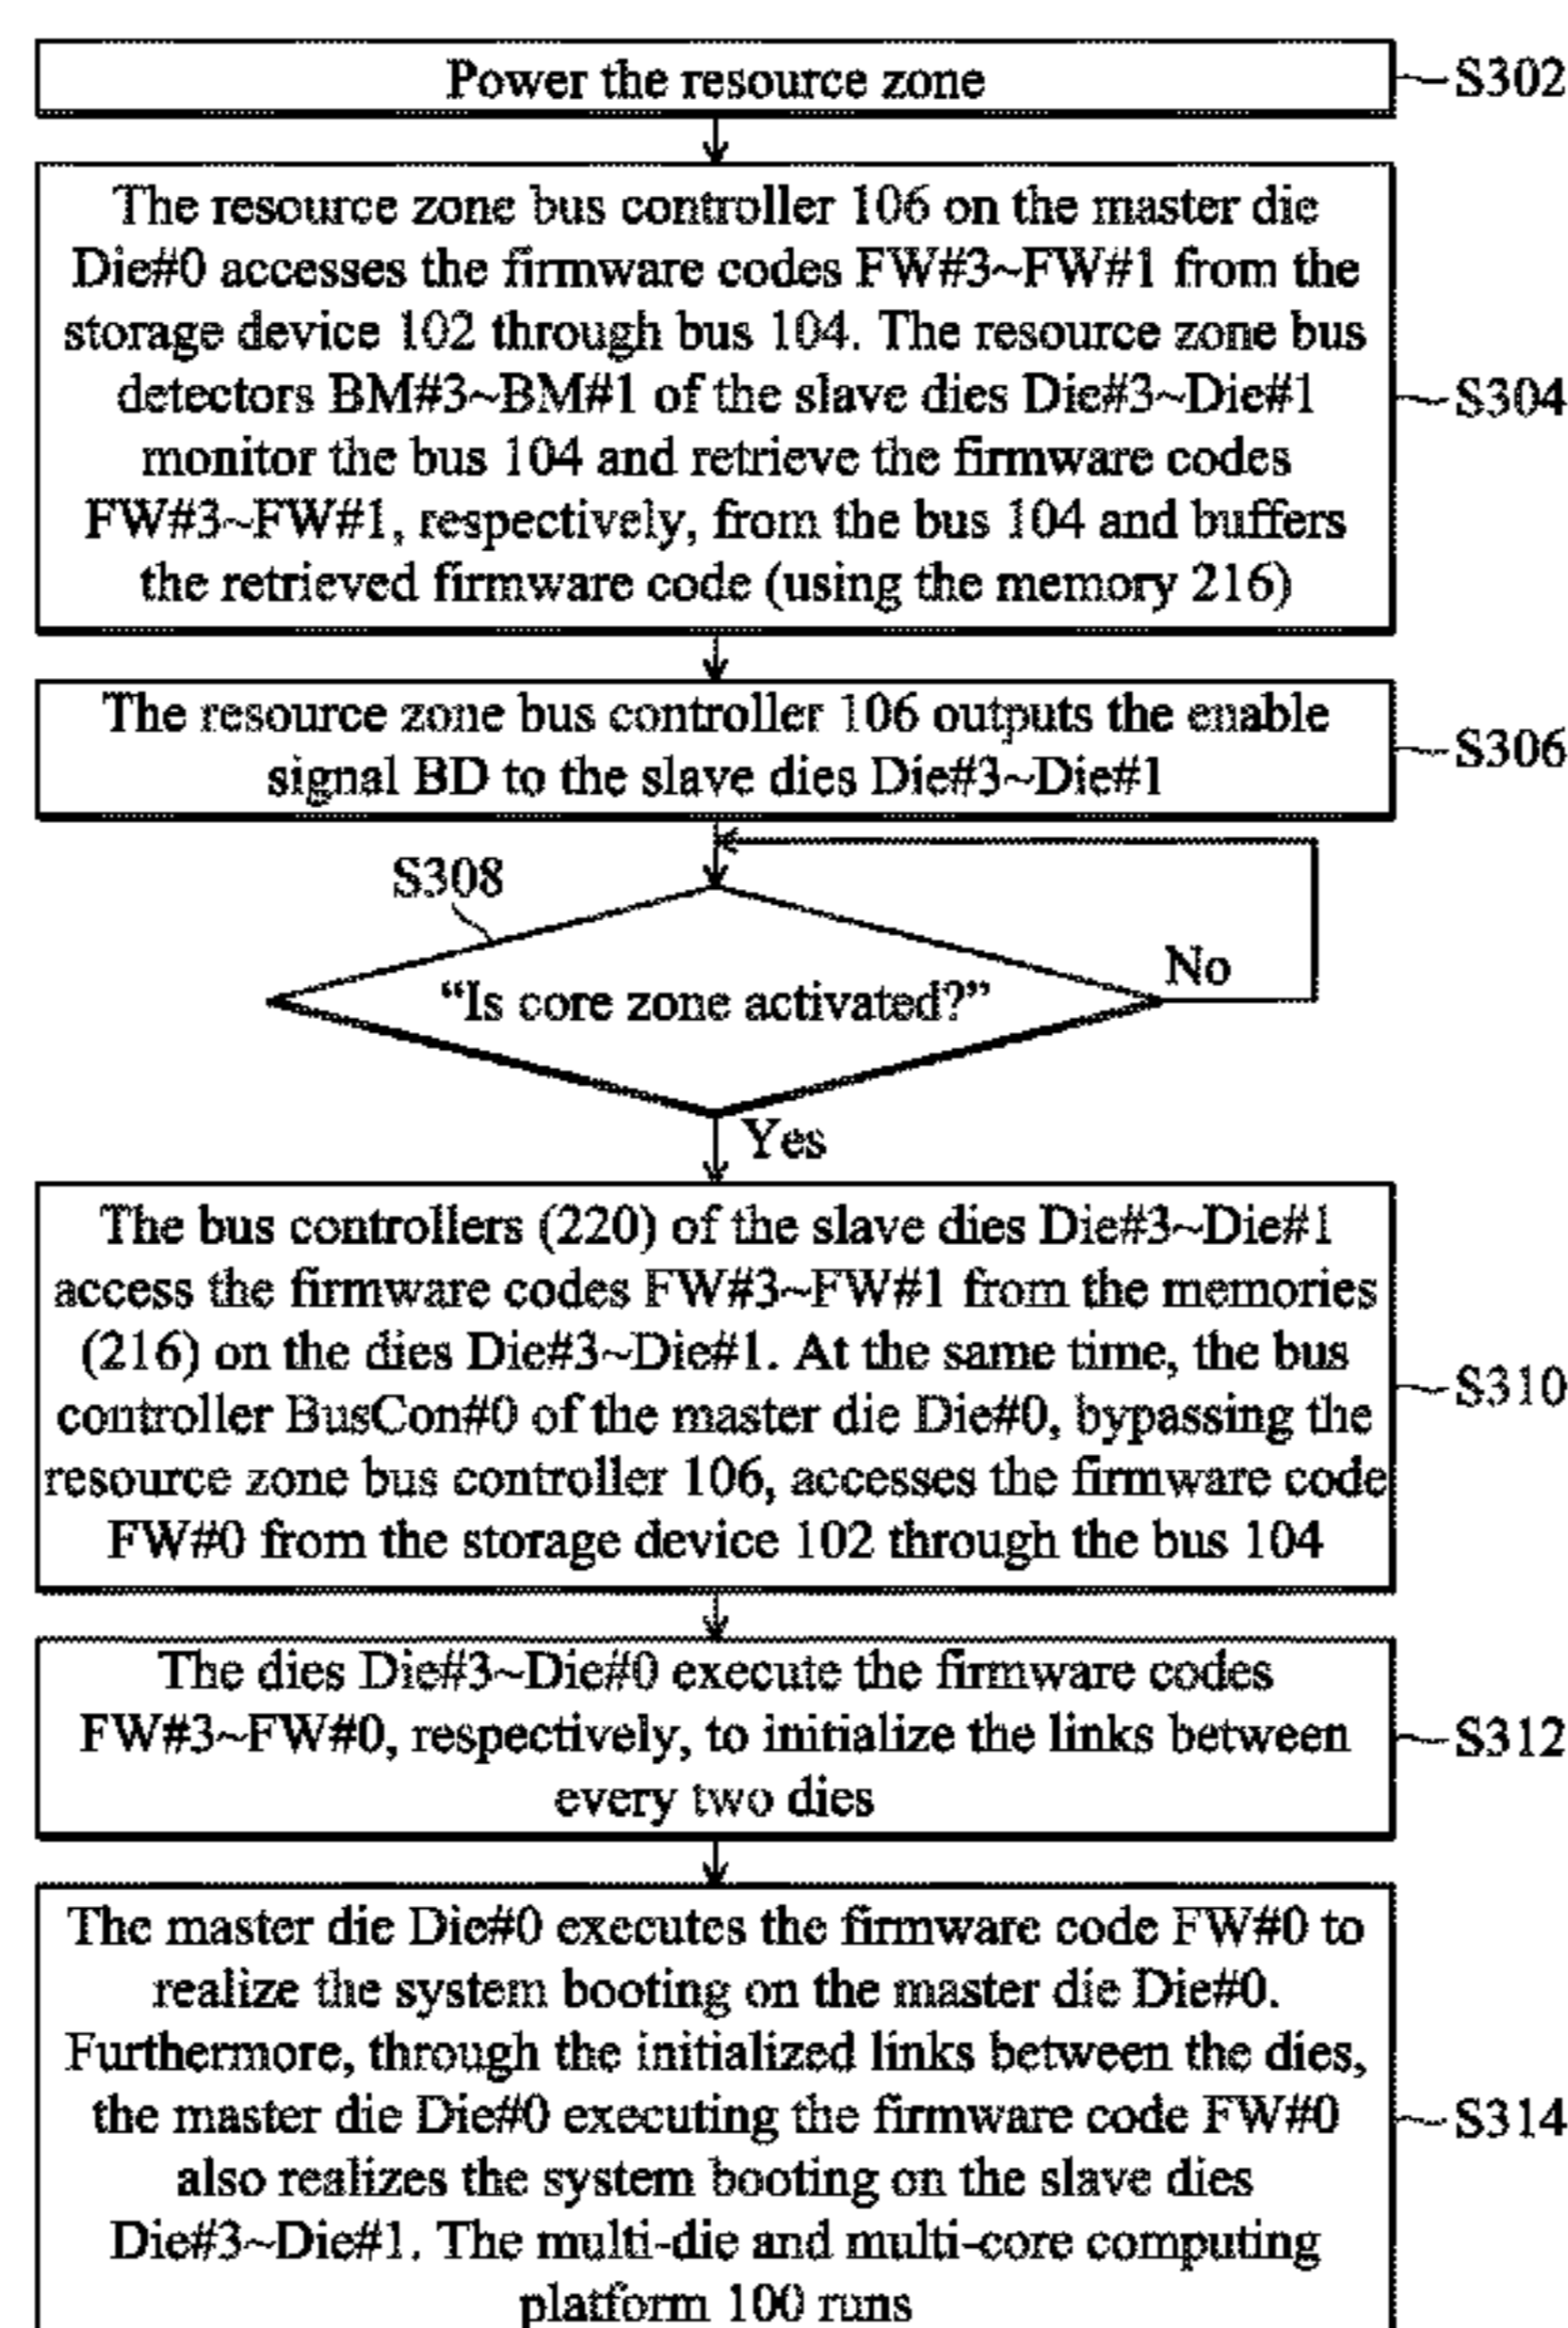 Power the resource zone
S302
The resource zone bus controller 106 on the master die
Die#0 accesses the firmware codes FW#3~FW#1 from the
storage device 102 through bus 104. The resource zone bus
detectors BM#3~BM#1 of the slave dies Die#3~Die#1
monitor the bus 104 and retrieve the firmware codes
FW#3~FW#1, respectively, from the bus 104 and buffers
the retrieved firmware code (using the memory 216)
S304
The resource zone bus controller 106 outputs the enable
signal BD to the slave dies Die#3~Die#1
S306
S308
“Is core zone activated?”
No
Yes
The bus controllers (220) of the slave dies Die#3~Die#1
access the firmware codes FW#3~FW#1 from the memories
(216) on the dies Die#3~Die#1. At the same time, the bus
controller BusCon#0 of the master die Die#0, bypassing the
resource zone bus controller 106, accesses the firmware code
FW#0 from the storage device 102 through the bus 104
S310
The dies Die#3~Die#0 execute the firmware codes
FW#3~FW#0, respectively, to initialize the links between
every two dies
S312
The master die Die#0 executes the firmware code FW#0 to
realize the system booting on the master die Die#0.
Furthermore, through the initialized links between the dies,
the master die Die#0 executing the firmware code FW#0
also realizes the system booting on the slave dies
Die#3~Die#1. The multi-die and multi-core computing
platform 100 runs
S314